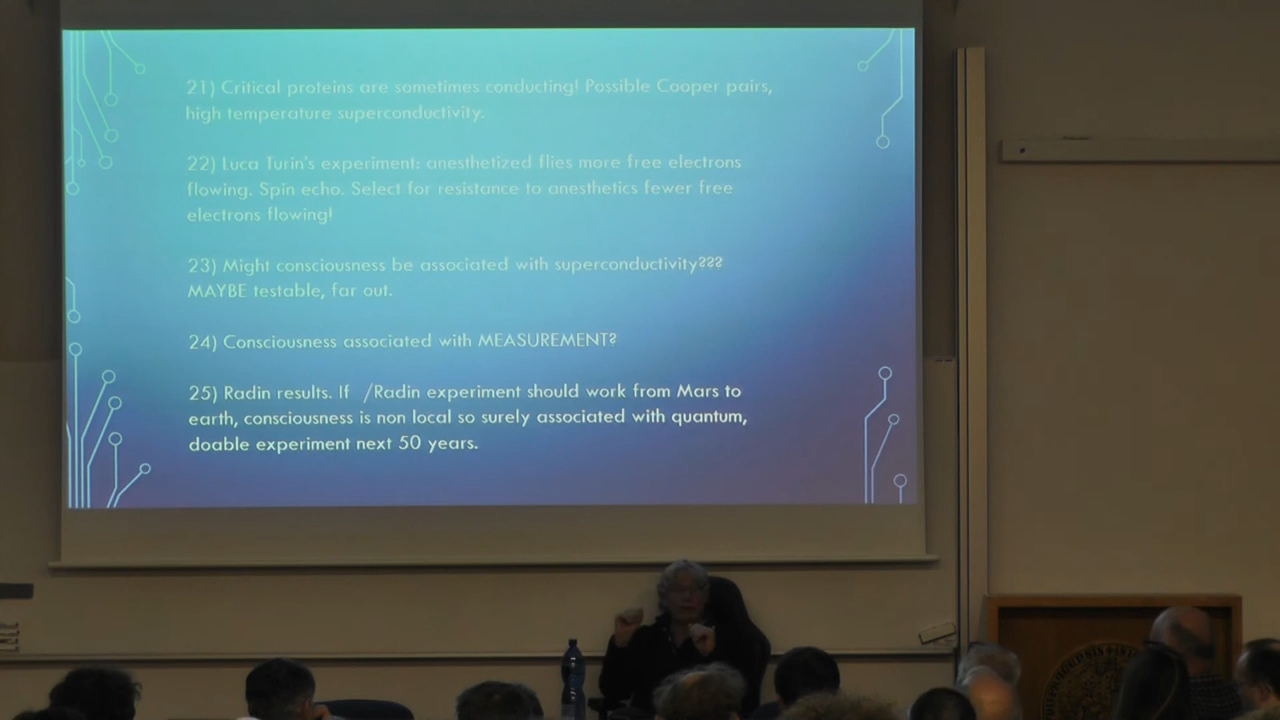 21) Critical proteins are sometimes conducting! Possible Cooper pairs,
high temperature superconductivity.
22) Luca Turin's experiment: anesthetized flies more free electrons
flowing. Spin echo. Select for resistance to anesthetics fewer free
electrons flowing!
23) Might consciousness be associated with superconductivity???
MAYBE testable, far out.
24) Consciousness associated with MEASUREMENT?
25) Radin results. If /Radin experiment should work from Mars to
earth, consciousness is non local so surely associated with quantum,
doable experiment next 50 years.